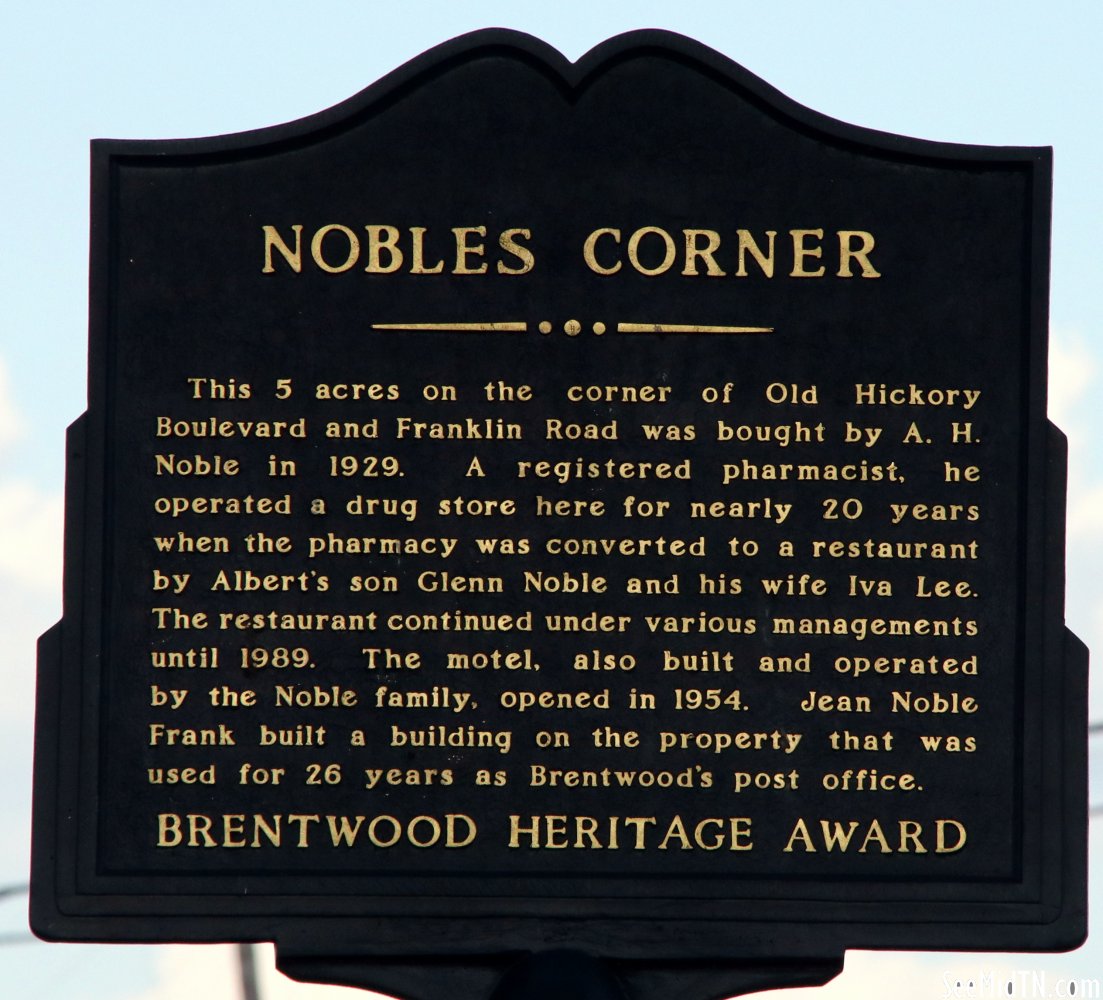 NOBLES CORNER
This 5 acres on the corner of Old Hickory
Boulevard and Franklin Road was bought by A. H.
Noble in 1929. A registered pharmacist, he
operated a drug store here for nearly 20 years
when the pharmacy was converted to a restaurant
by Albert's son Glenn Noble and his wife Iva Lee.
The restaurant continued under various managements
until 1989. The motel, also built and operated
by the Noble family, opened in 1954. Jean Noble
Frank built a building on the property that was
used for 26 years as Brentwood's post office.
BRENTWOOD HERITAGE AWARD
SeeMidTN.com